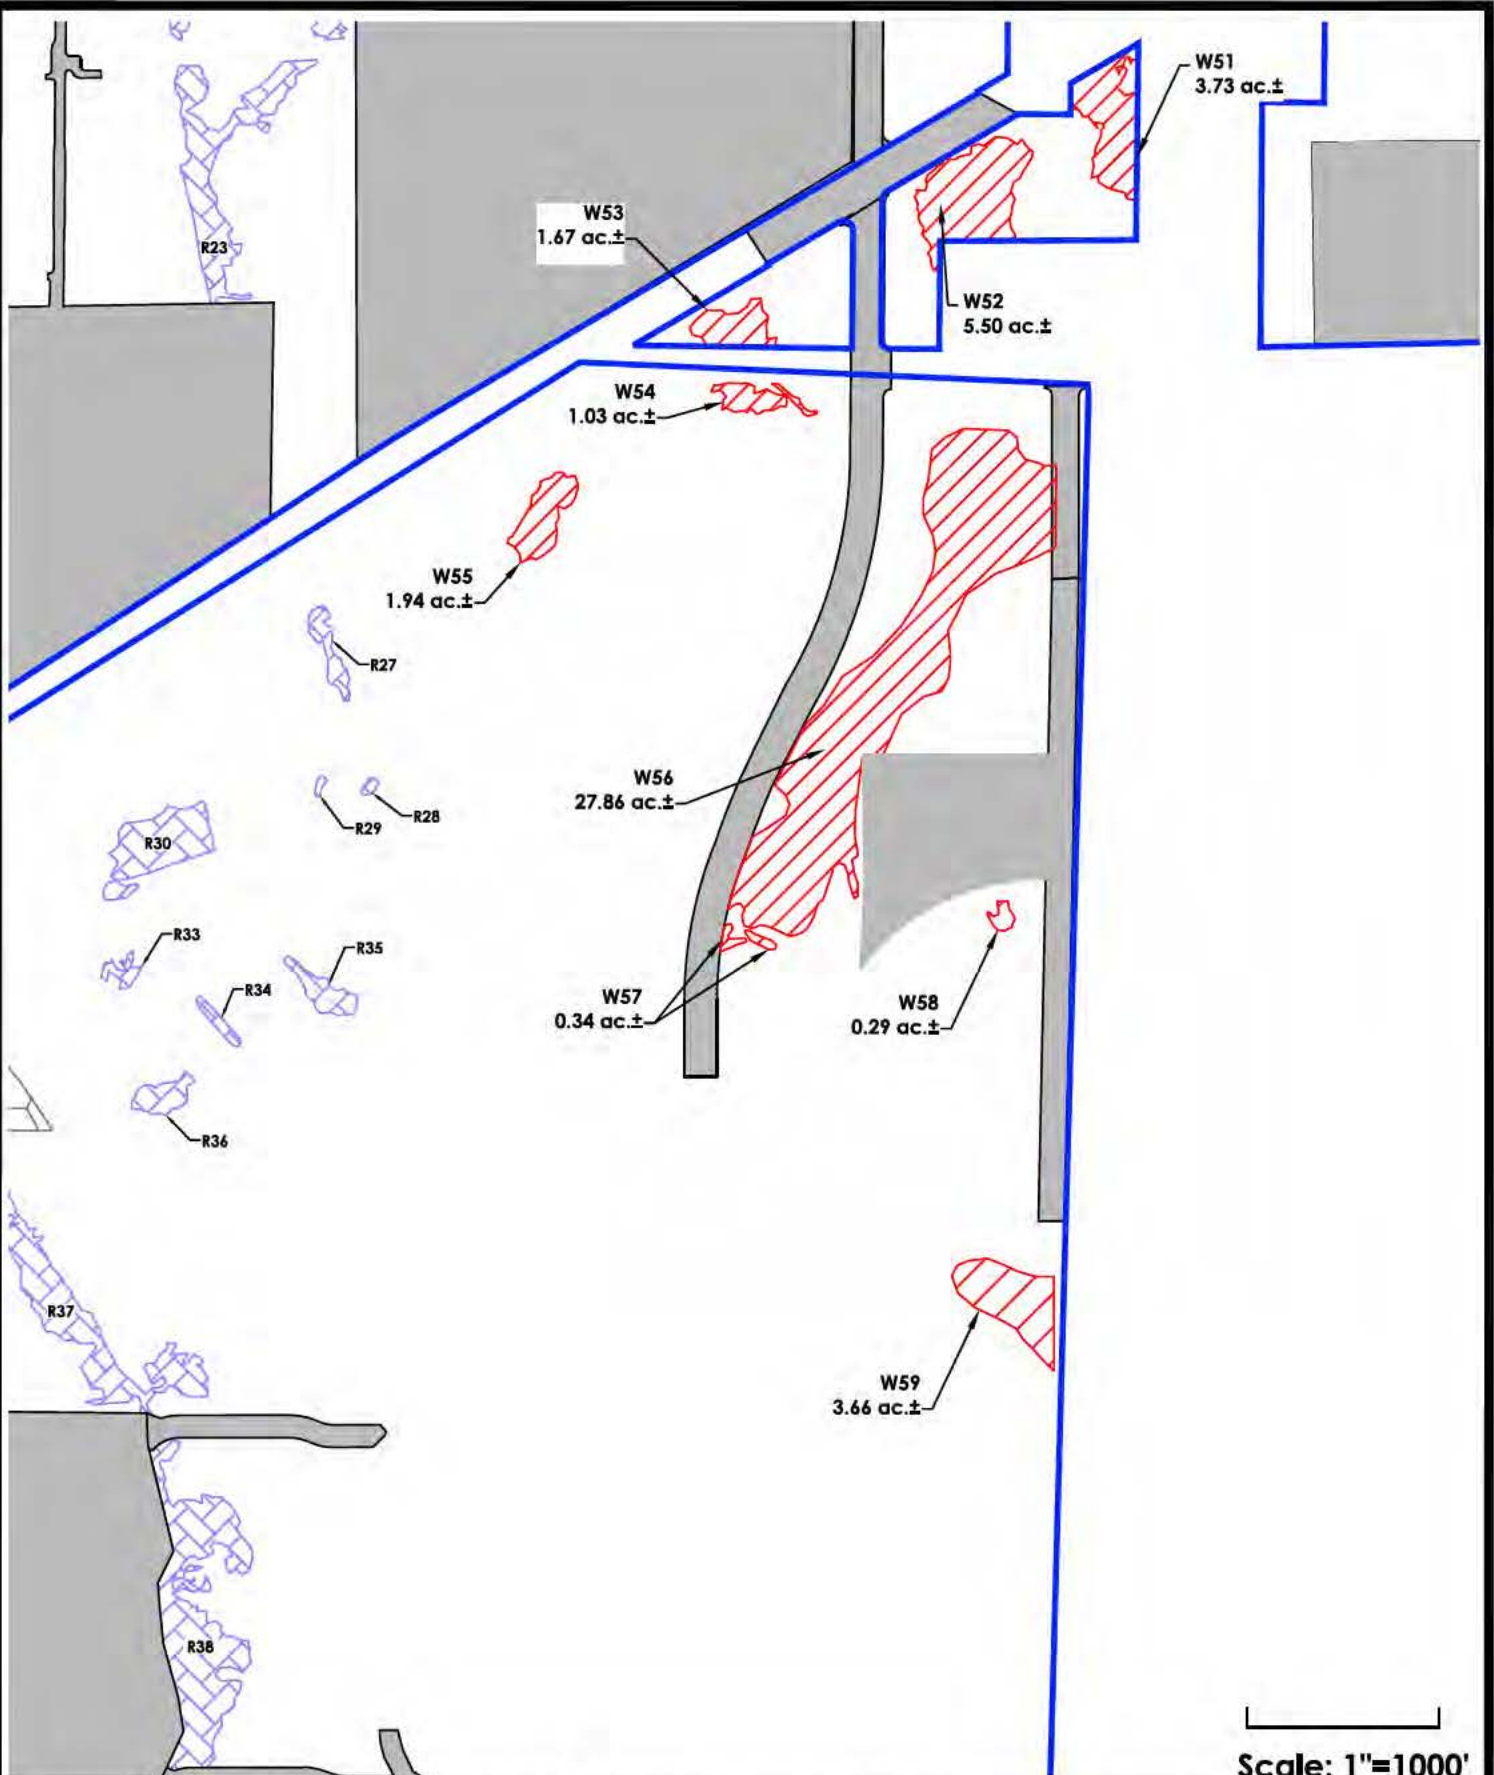 W51
3.73 ac.±
W53
1.67 ac.±
R23
W52
5.50 ac.±
W54
1.03 ac.±
W55
1.94 ac.±
R27
W56
27.86 ac.±
R28
R29
R30
R33
R35
R34
W57
0.34 ac.±
W58
0.29 ac.±
R36
R37
W59
3.66 ac.±
R38
Scale: 1"=1000'